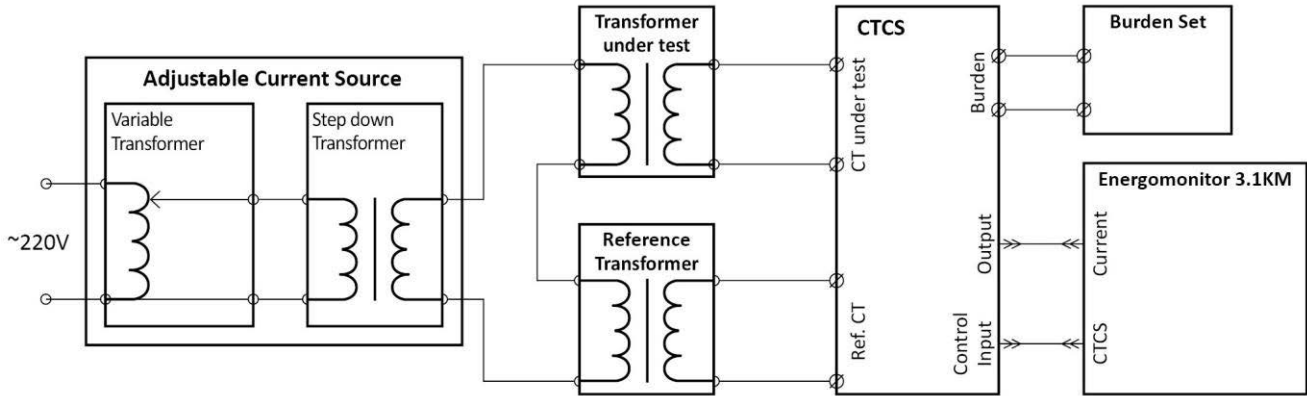 Adjustable Current Source
Variable
Transformer
Step down
Transformer
~220V
Transformer
under test
Reference
Transformer
CTCS
CT under test
Ref. CT
Burden
Output
Control
Input
Burden Set
Energomonitor 3.1KM
Current
CTCS